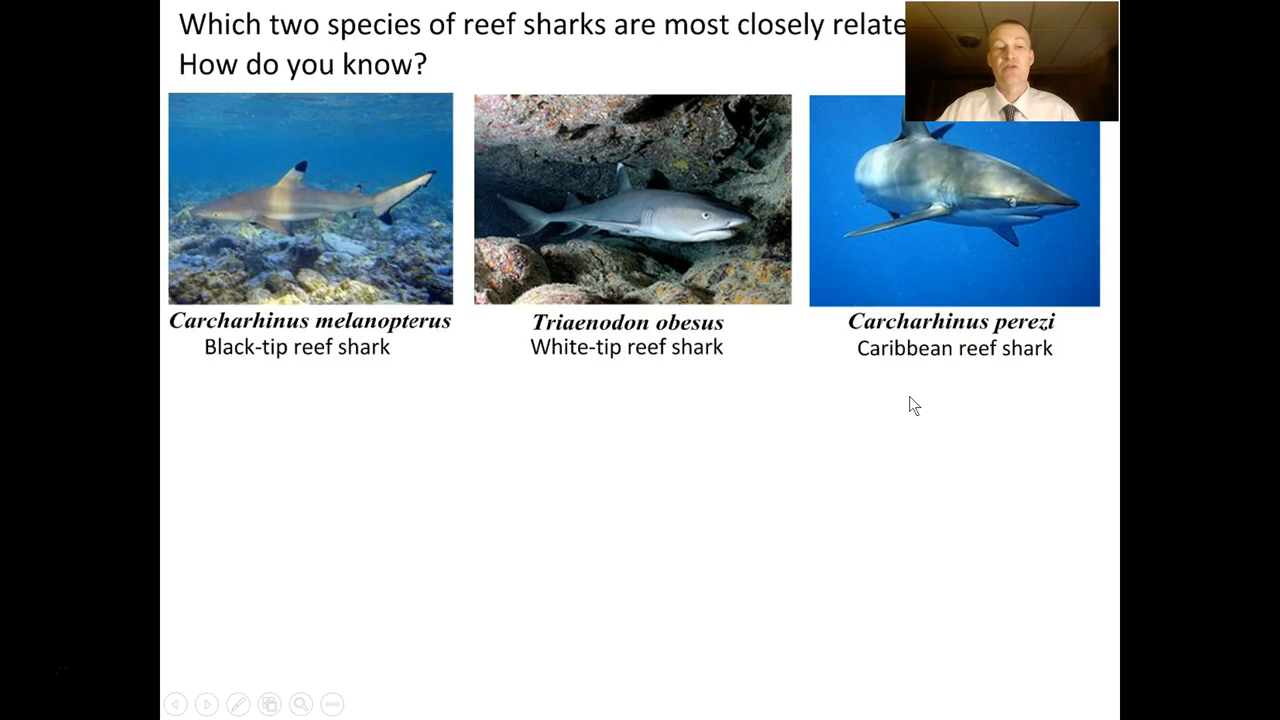 Which two species of reef sharks are most closely relate
How do you know?
Carcharhinus melanopterus
Black-tip reef shark
Triaenodon obesus
White-tip reef shark
Carcharhinus perezi
Caribbean reef shark